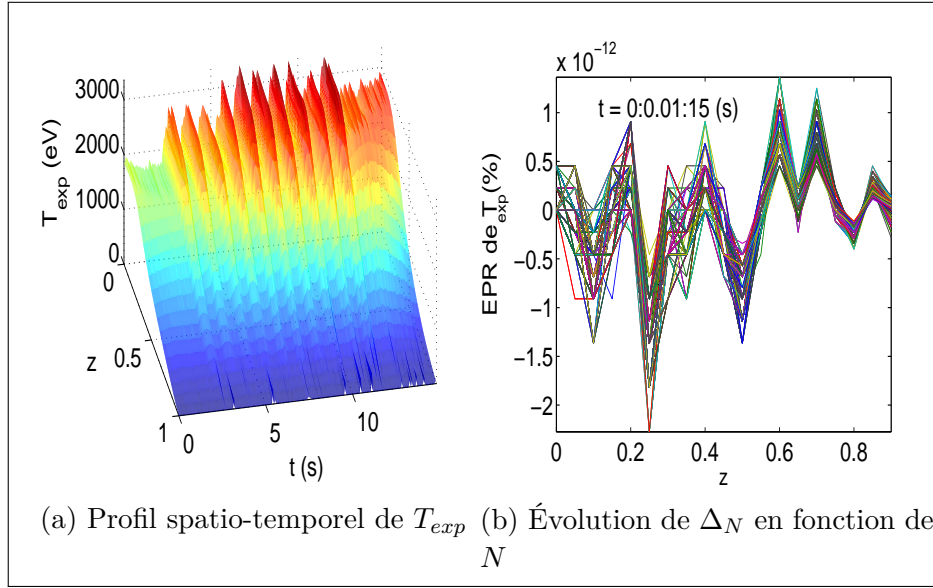 3000
2000
1000
0
T_exp (eV)
0
0.5
1
z
0
5
10
t (s)
x 10^-12
t = 0:0.01:15 (s)
1
0.5
0
−0.5
−1
−1.5
−2
EPR de T_exp(%)
0
0.2
0.4
0.6
0.8
z
(a) Profil spatio-temporel de T_exp
(b) Évolution de Δ_N en fonction de
N